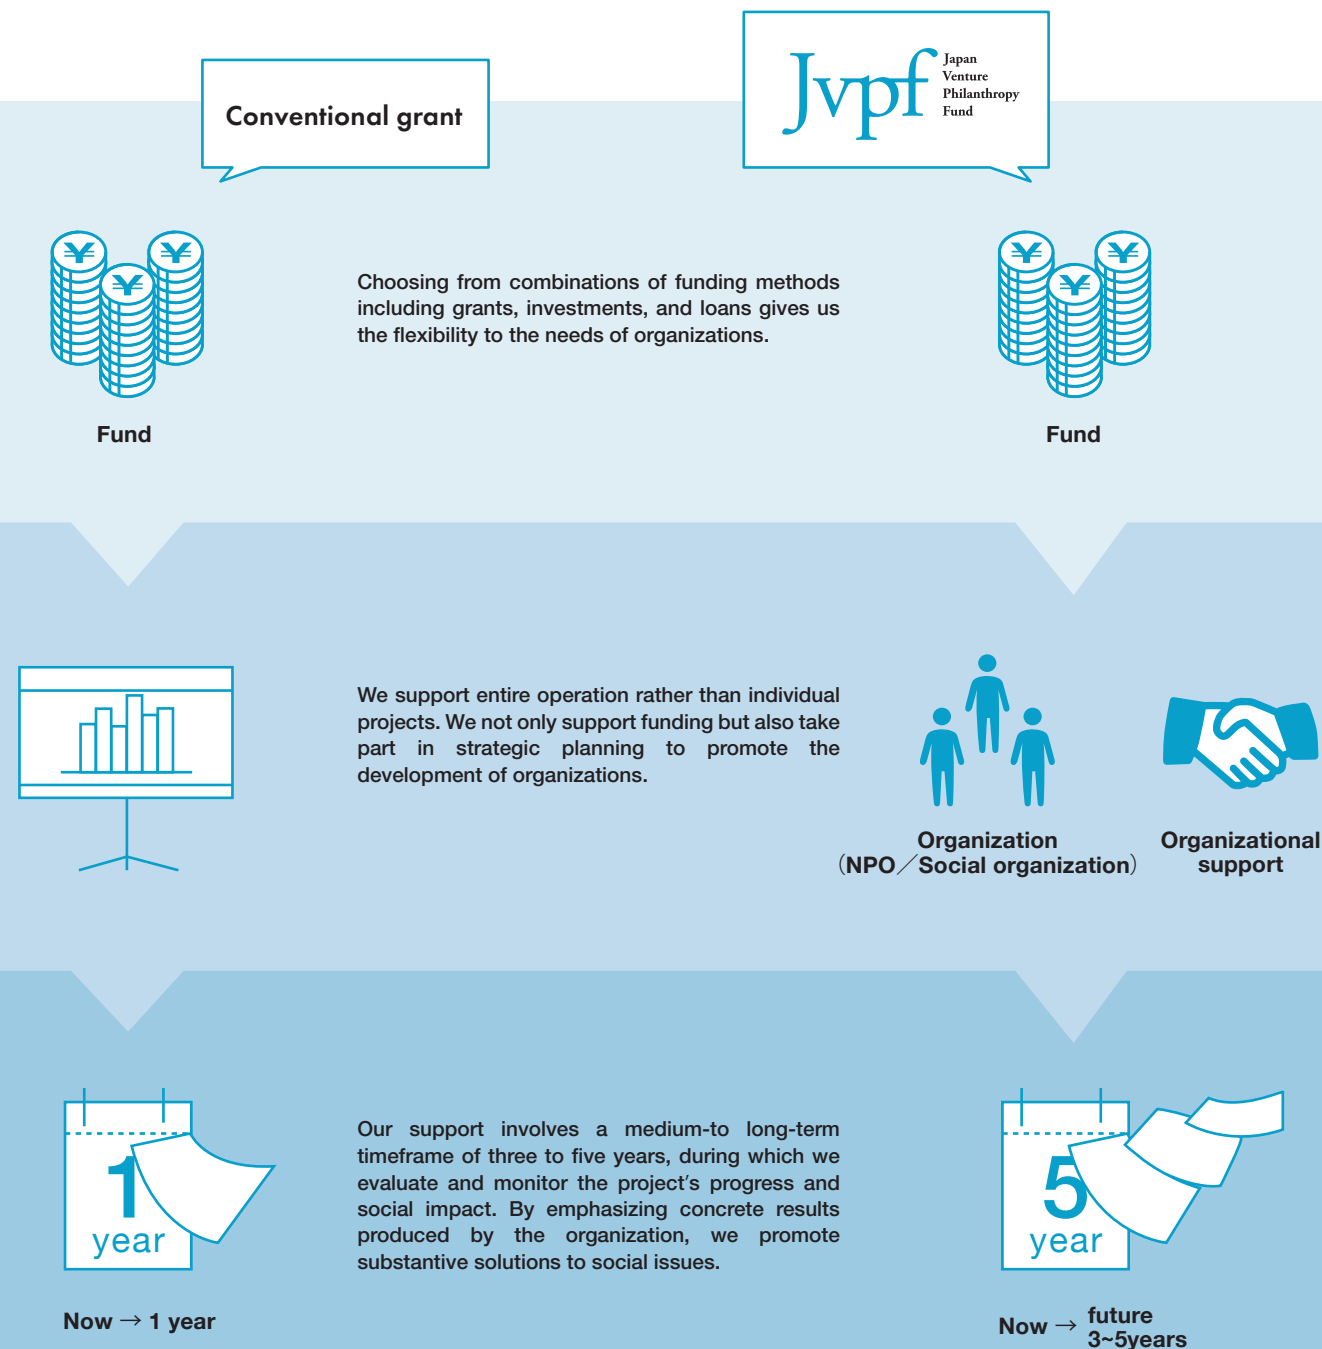 Conventional grant
Jvpf
Japan
Venture
Philanthropy
Fund
¥ ¥ ¥
Fund
Choosing from combinations of funding methods
including grants, investments, and loans gives us
the flexibility to the needs of organizations.
¥ ¥ ¥
Fund
We support entire operation rather than individual
projects. We not only support funding but also take
part in strategic planning to promote the
development of organizations.
Organization
(NPO／Social organization)
Organizational
support
1
year
Now → 1 year
Our support involves a medium-to long-term
timeframe of three to five years, during which we
evaluate and monitor the project's progress and
social impact. By emphasizing concrete results
produced by the organization, we promote
substantive solutions to social issues.
5
year
Now → future
3~5years